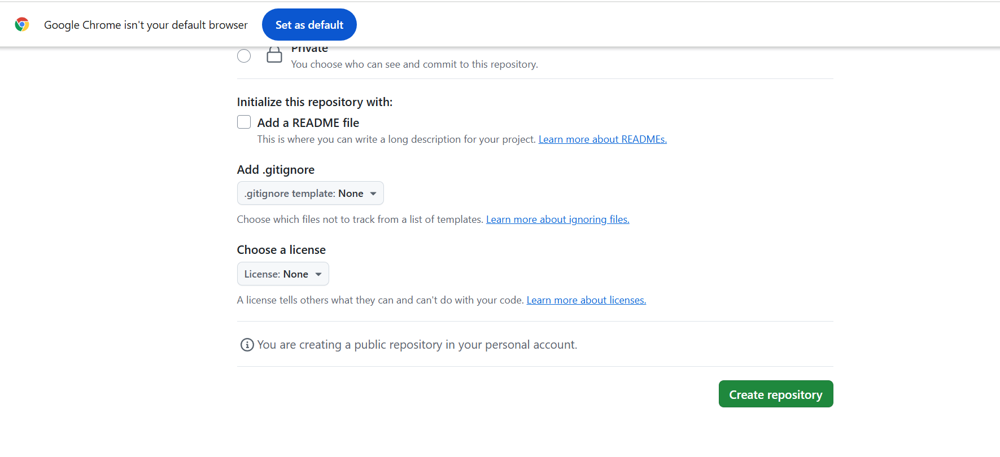 Google Chrome isn't your default browser
Set as default
Private
You choose who can see and commit to this repository.
Initialize this repository with:
Add a README file
This is where you can write a long description for your project. Learn more about READMEs.
Add .gitignore
.gitignore template: None
Choose which files not to track from a list of templates. Learn more about ignoring files.
Choose a license
License: None
A license tells others what they can and can't do with your code. Learn more about licenses.
You are creating a public repository in your personal account.
Create repository